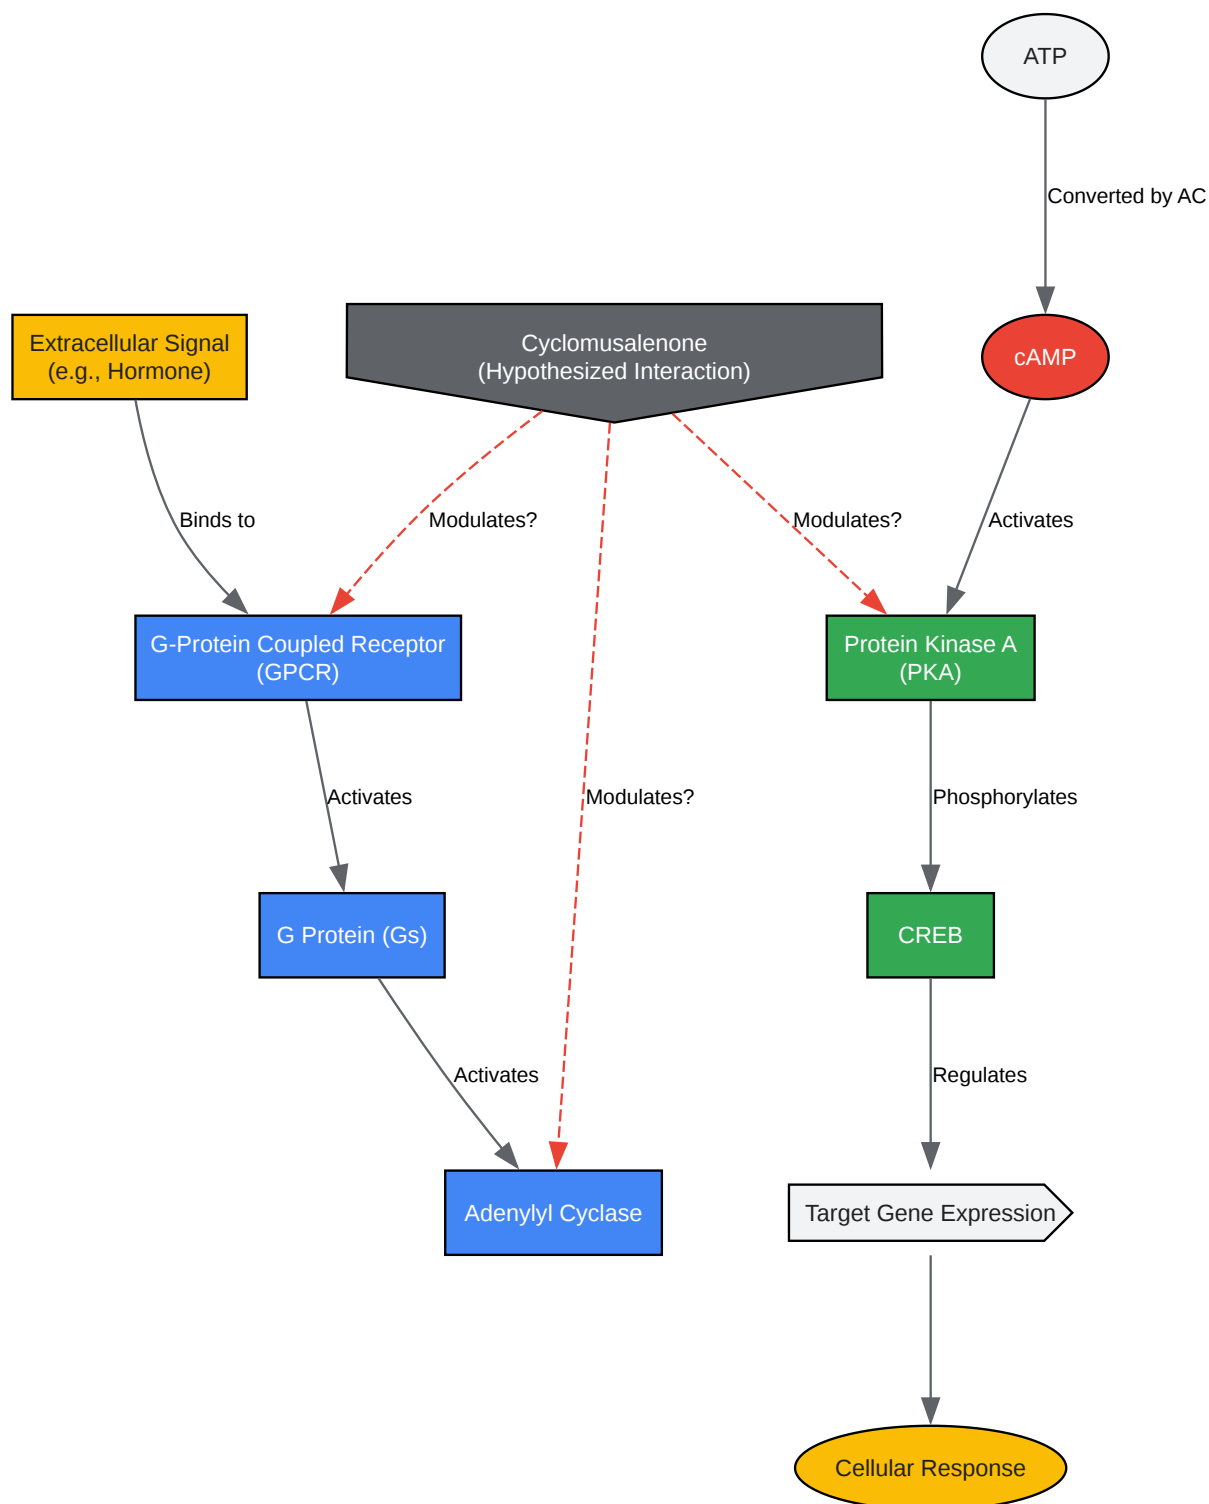 ATP
Converted by AC
Extracellular Signal
(e.g., Hormone)
Cyclomusalenone
(Hypothesized Interaction)
cAMP
Binds to
Modulates?
Modulates?
Activates
G-Protein Coupled Receptor
(GPCR)
Protein Kinase A
(PKA)
Activates
Modulates?
Phosphorylates
G Protein (Gs)
CREB
Activates
Regulates
Adenylyl Cyclase
Target Gene Expression
Cellular Response